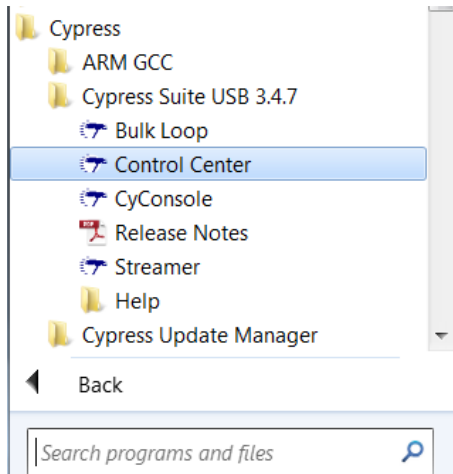 Cypress
ARM GCC
Cypress Suite USB 3.4.7
Bulk Loop
Control Center
CyConsole
Release Notes
Streamer
Help
Cypress Update Manager
Back
Search programs and files